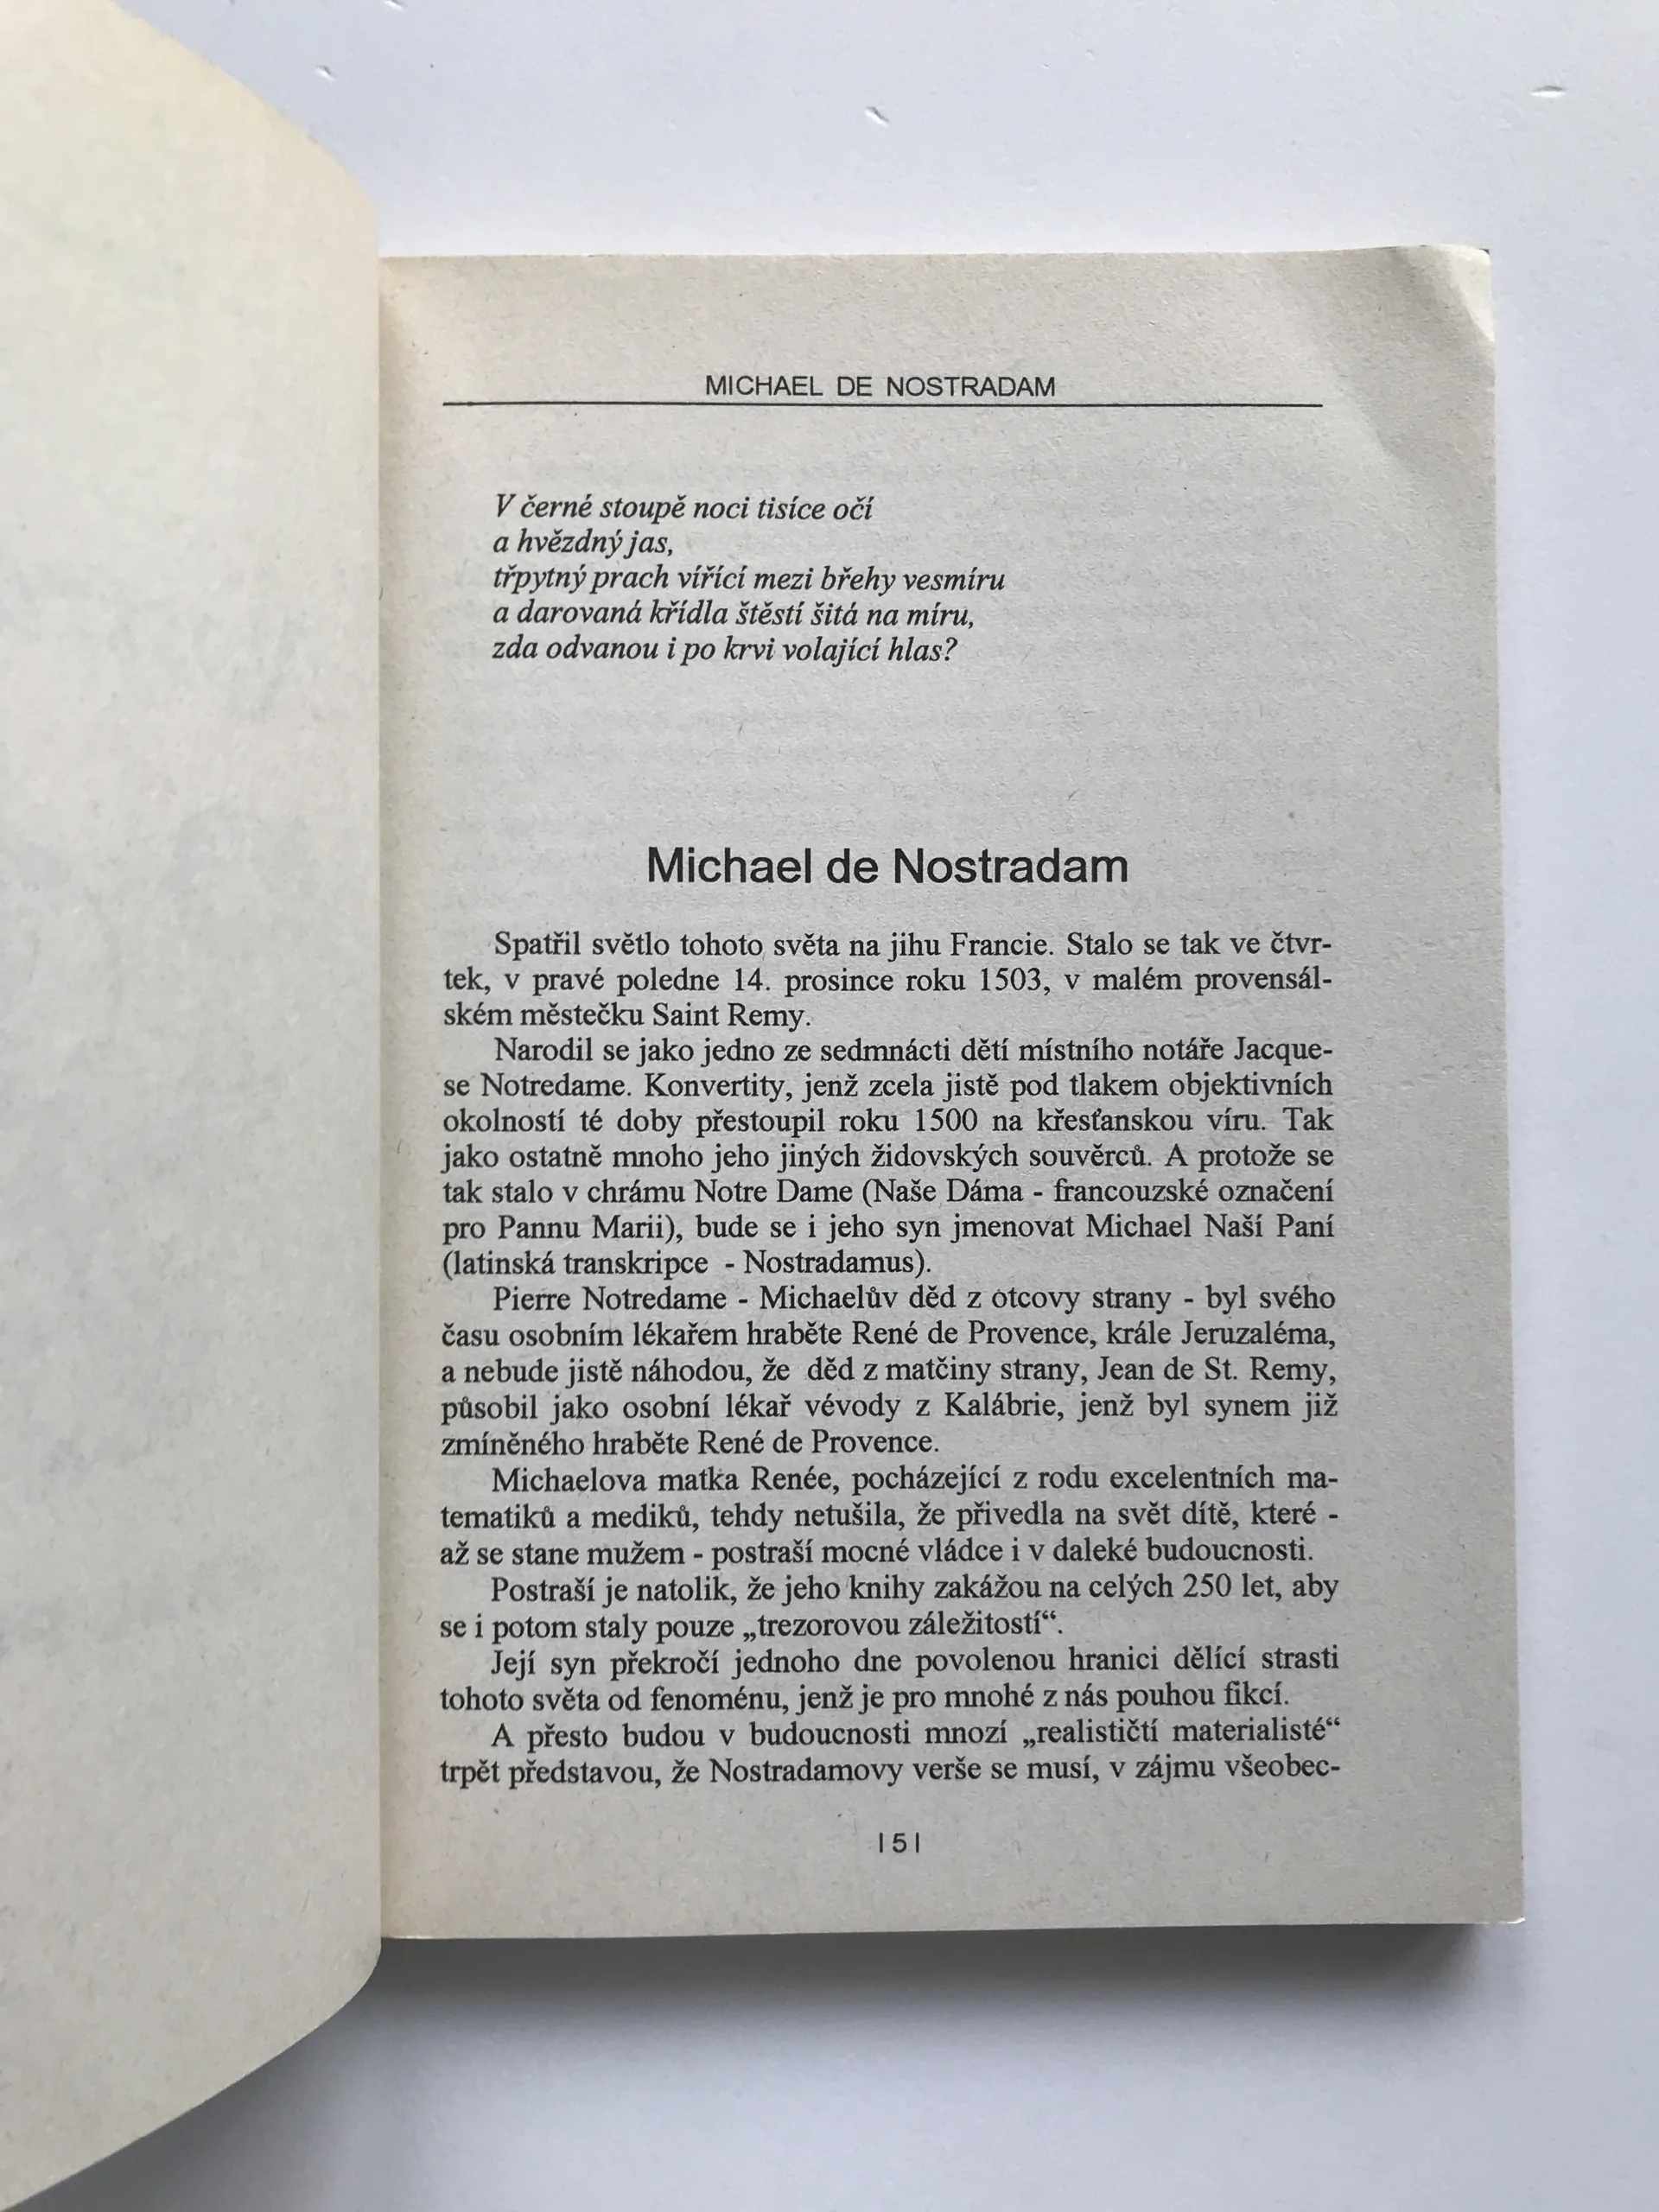 MICHAEL DE NOSTRADAM
V černé stoupě noci tisíce očí
a hvězdný jas,
třpytný prach vířící mezi břehy vesmíru
a darovaná křídla štěstí šitá na míru,
zda odvanou i po krvi volající hlas?
Michael de Nostradam
Spatřil světlo tohoto světa na jihu Francie. Stalo se tak ve čtvr-
tek, v pravé poledne 14. prosince roku 1503, v malém provensál-
ském městečku Saint Remy.
Narodil se jako jedno ze sedmnácti dětí místního notáře Jacque-
se Notredame. Konvertity, jenž zcela jistě pod tlakem objektivních
okolností té doby přestoupil roku 1500 na křesťanskou víru. Tak
jako ostatně mnoho jeho jiných židovských souvěrců. A protože se
tak stalo v chrámu Notre Dame (Naše Dáma - francouzské označení
pro Pannu Marii), bude se i jeho syn jmenovat Michael Naší Paní
(latinská transkripce - Nostradamus).
Pierre Notredame - Michaelův děd z otcovy strany - byl svého
času osobním lékařem hraběte René de Provence, krále Jeruzaléma,
a nebude jistě náhodou, že děd z matčiny strany, Jean de St. Remy,
působil jako osobní lékař vévody z Kalábrie, jenž byl synem již
zmíněného hraběte René de Provence.
Michaelova matka Renée, pocházející z rodu excelentních ma-
tematiků a mediků, tehdy netušila, že přivedla na svět dítě, které -
až se stane mužem - postraší mocné vládce i v daleké budoucnosti.
Postraší je natolik, že jeho knihy zakážou na celých 250 let, aby
se i potom staly pouze „trezorovou záležitostí“.
Její syn překročí jednoho dne povolenou hranici dělící strasti
tohoto světa od fenoménu, jenž je pro mnohé z nás pouhou fikcí.
A přesto budou v budoucnosti mnozí „realističtí materialisté“
trpět představou, že Nostradamovy verše se musí, v zájmu všeobec-
| 5 |